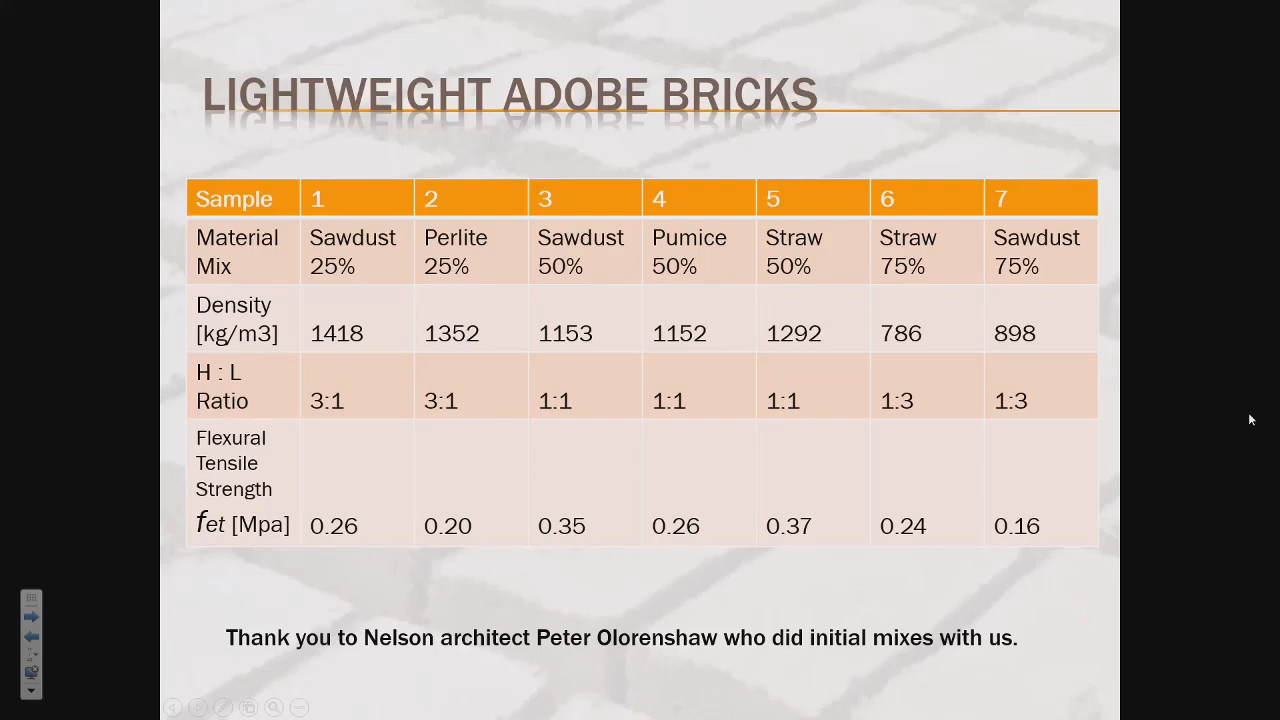 LIGHTWEIGHT ADOBE BRICKS
Sample 1 2 3 4 5 6 7
Material Sawdust Perlite Sawdust Pumice Straw Straw Sawdust
Mix 25% 25% 50% 50% 50% 75% 75%
Density
[kg/m3] 1418 1352 1153 1152 1292 786 898
H : L
Ratio 3:1 3:1 1:1 1:1 1:1 1:3 1:3
Flexural
Tensile
Strength
fet [Mpa] 0.26 0.20 0.35 0.26 0.37 0.24 0.16
Thank you to Nelson architect Peter Olorenshaw who did initial mixes with us.